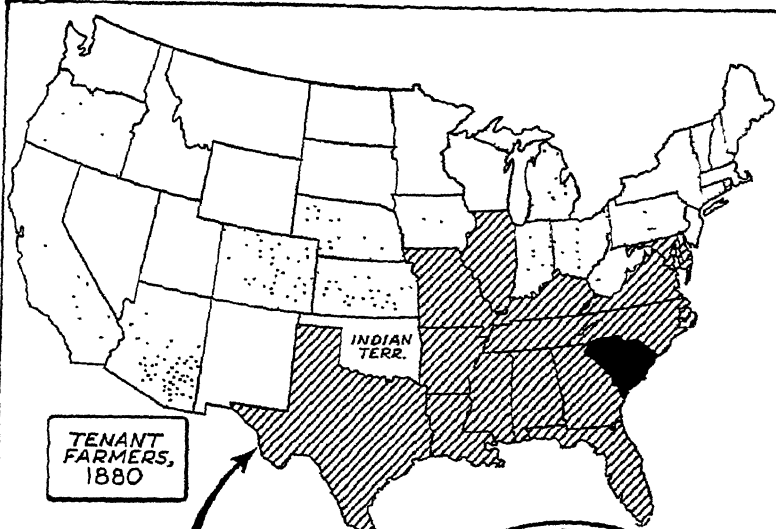 INDIAN
TERR.
TENANT
FARMERS,
1880